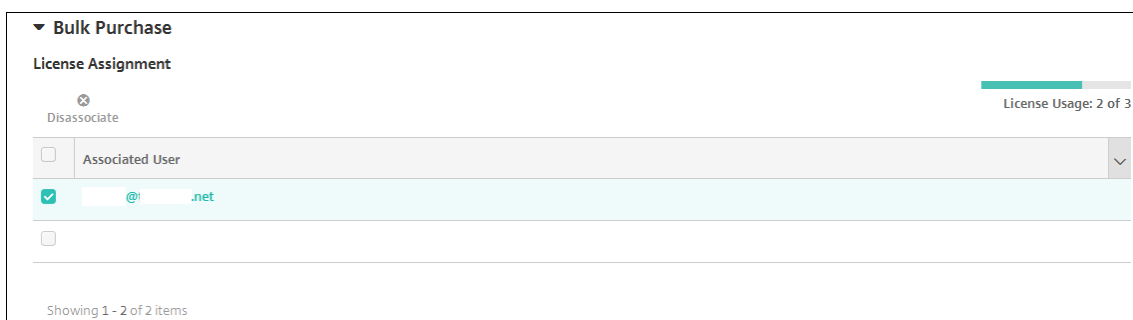 Bulk Purchase
License Assignment
Disassociate
License Usage: 2 of 3
Associated User
@ .net
Showing 1 - 2 of 2 items